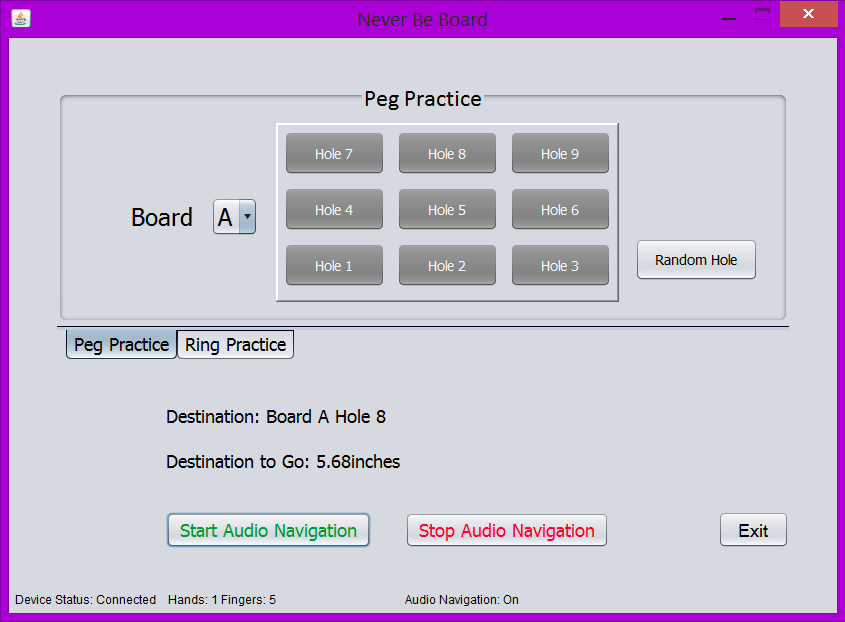 Never Be Board
Peg Practice
Hole 7 Hole 8 Hole 9
Board A Hole 4 Hole 5 Hole 6
Hole 1 Hole 2 Hole 3
Random Hole
Peg Practice Ring Practice
Destination: Board A Hole 8
Destination to Go: 5.68inches
Start Audio Navigation Stop Audio Navigation Exit
Device Status: Connected Hands: 1 Fingers: 5 Audio Navigation: On